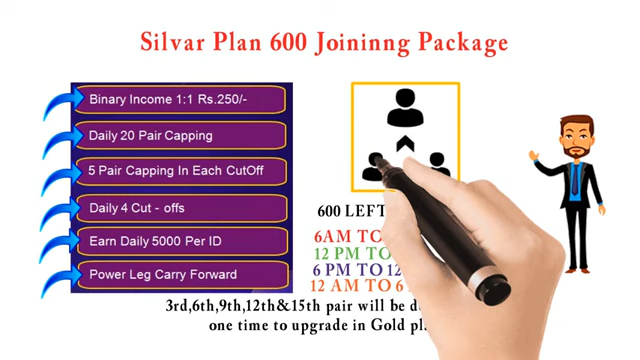 Silvar Plan 600 Joininng Package
Binary Income 1:1 Rs.250/-
Daily 20 Pair Capping
5 Pair Capping In Each CutOff
Daily 4 Cut - offs
Earn Daily 5000 Per ID
Power Leg Carry Forward
600 LEFT
6AM TO
12 PM TO
6 PM TO 12
12 AM TO 6
3rd,6th,9th,12th&15th pair will be
one time to upgrade in Gold